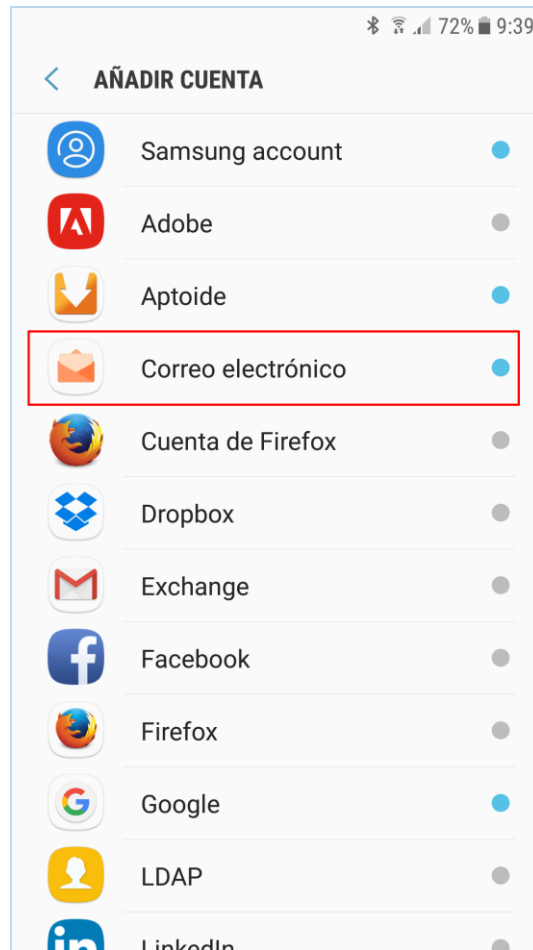 72% 9:39
AÑADIR CUENTA
Samsung account
Adobe
Aptoide
Correo electrónico
Cuenta de Firefox
Dropbox
Exchange
Facebook
Firefox
Google
LDAP
LinkedIn